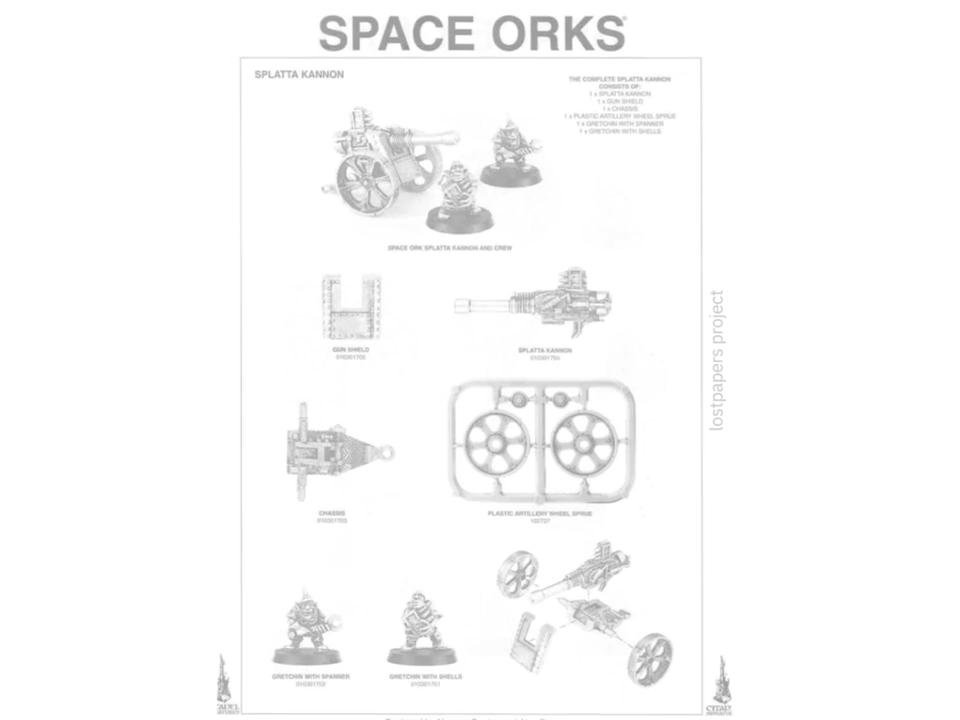 SPACE ORKS
SPLATTA KANNON
THE COMPLETE SPLATTA KANNON
CONSISTS OF:
1 x SPLATTA KANNON
1 x GUN SHIELD
1 x CHASSIS
1 x PLASTIC ARTILLERY WHEEL SPRUE
1 x GRETCHIN WITH SPANNER
1 x GRETCHIN WITH SHELLS
SPACE ORK SPLATTA KANNON AND CREW
GUN SHIELD
SPLATTA KANNON
CHASSIS
PLASTIC ARTILLERY WHEEL SPRUE
102727
GRETCHIN WITH SPANNER
GRETCHIN WITH SHELLS
lostpapers project